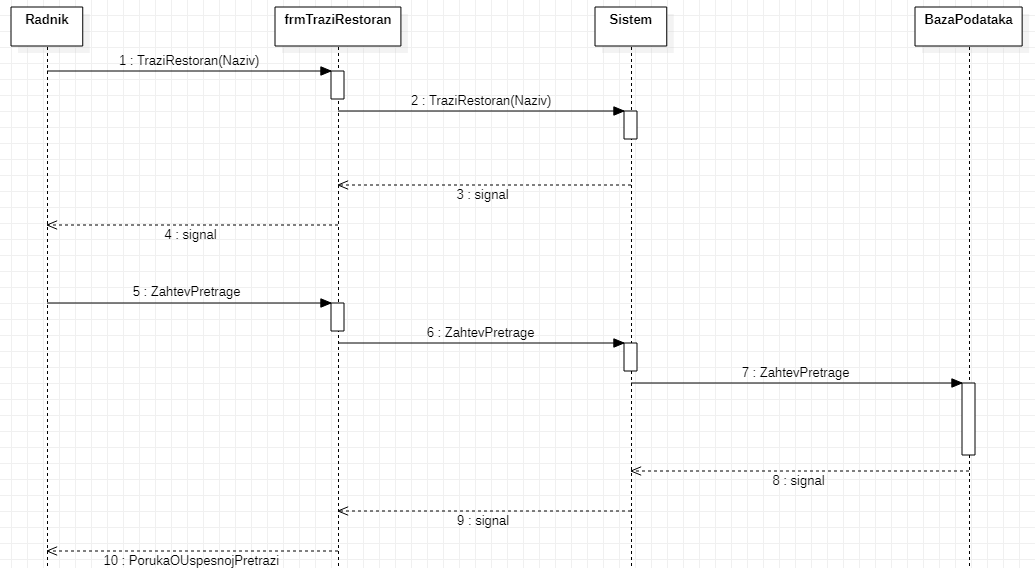 Radnik
frmTraziRestoran
Sistem
BazaPodataka
1 : TraziRestoran(Naziv)
2 : TraziRestoran(Naziv)
3 : signal
4 : signal
5 : ZahtevPretrage
6 : ZahtevPretrage
7 : ZahtevPretrage
8 : signal
9 : signal
10 : PorukaOUspesnojPretrazi